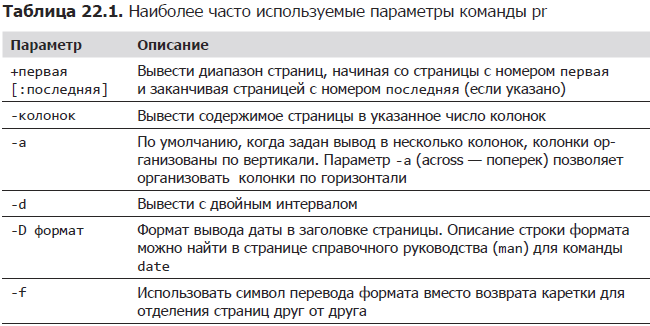 Таблица 22.1. Наиболее часто используемые параметры команды pr
Параметр Описание
+первая Вывести диапазон страниц, начиная со страницы с номером первая
[:последняя] и заканчивая страницей с номером последняя (если указано)
-колонок Вывести содержимое страницы в указанное число колонок
-a По умолчанию, когда задан вывод в несколько колонок, колонки ор-
ганизованы по вертикали. Параметр -a (across — поперек) позволяет
организовать колонки по горизонтали
-d Вывести с двойным интервалом
-D формат Формат вывода даты в заголовке страницы. Описание строки формата
можно найти в странице справочного руководства (man) для команды
date
-f Использовать символ перевода формата вместо возврата каретки для
отделения страниц друг от друга